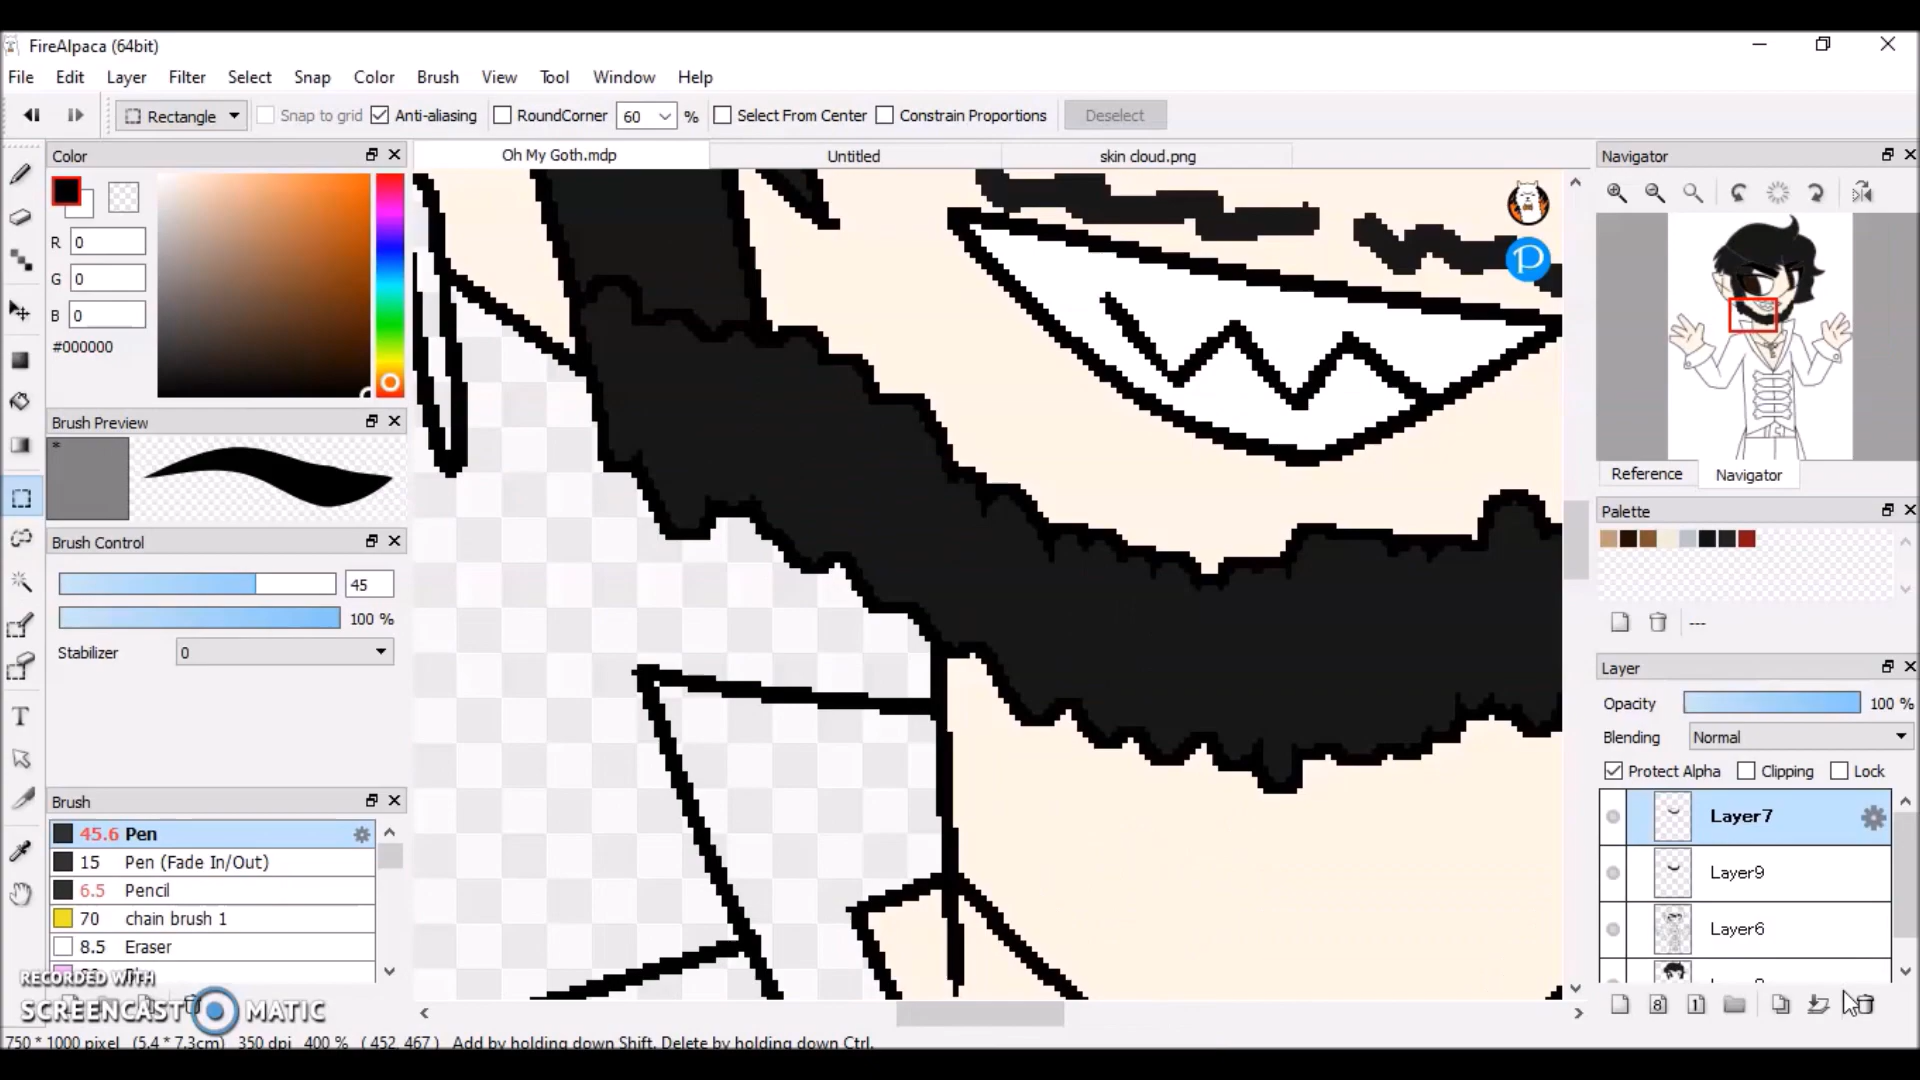 FireAlpaca (64bit)
File Edit Layer Filter Select Snap Color Brush View Tool Window Help
Rectangle Snap to grid Anti-aliasing RoundCorner 60 % Select From Center Constrain Proportions Deselect
Color
Oh My Goth.mdp Untitled skin cloud.png
Navigator
R 0
G 0
B 0
#000000
Brush Preview
*
Reference Navigator
Palette
Brush Control
45
100 %
Stabilizer 0
---
Layer
Opacity 100 %
Blending Normal
Protect Alpha Clipping Lock
Brush
45.6 Pen
15 Pen (Fade In/Out)
6.5 Pencil
70 chain brush 1
8.5 Eraser
Layer7
Layer9
Layer6
T
P
8
1
RECORDED WITH
SCREENCAST MATIC
750 * 1000 pixel (5.4 * 7.3cm) 350 dpi 400 % ( 452, 467 ) Add by holding down Shift. Delete by holding down Ctrl.